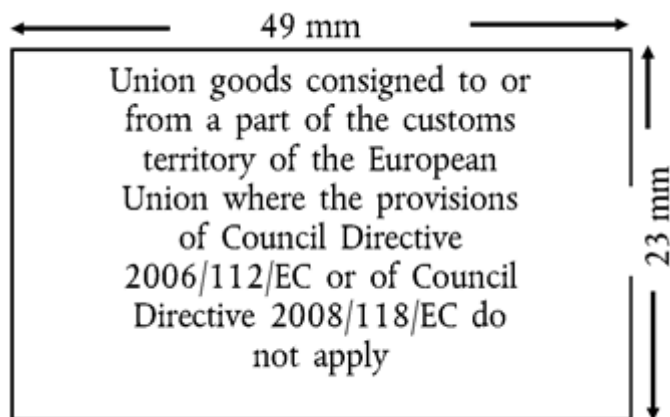 49 mm
Union goods consigned to or
from a part of the customs
territory of the European
Union where the provisions
of Council Directive
2006/112/EC or of Council
Directive 2008/118/EC do
not apply
23 mm